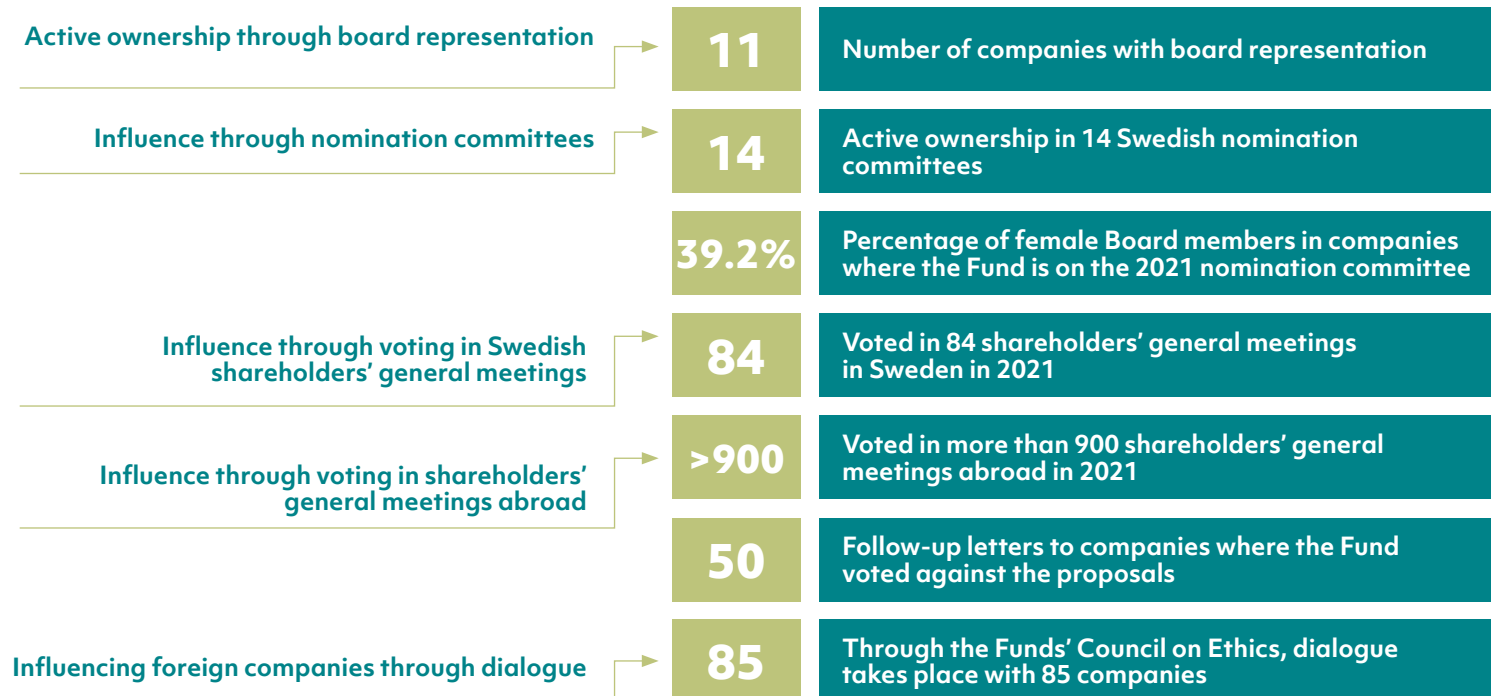 Active ownership through board representation
11
Number of companies with board representation
Influence through nomination committees
14
Active ownership in 14 Swedish nomination
committees
39.2%
Percentage of female Board members in companies
where the Fund is on the 2021 nomination committee
Influence through voting in Swedish
shareholders’ general meetings
84
Voted in 84 shareholders’ general meetings
in Sweden in 2021
Influence through voting in shareholders’
general meetings abroad
>900
Voted in more than 900 shareholders’ general
meetings abroad in 2021
50
Follow-up letters to companies where the Fund
voted against the proposals
Influencing foreign companies through dialogue
85
Through the Funds’ Council on Ethics, dialogue
takes place with 85 companies